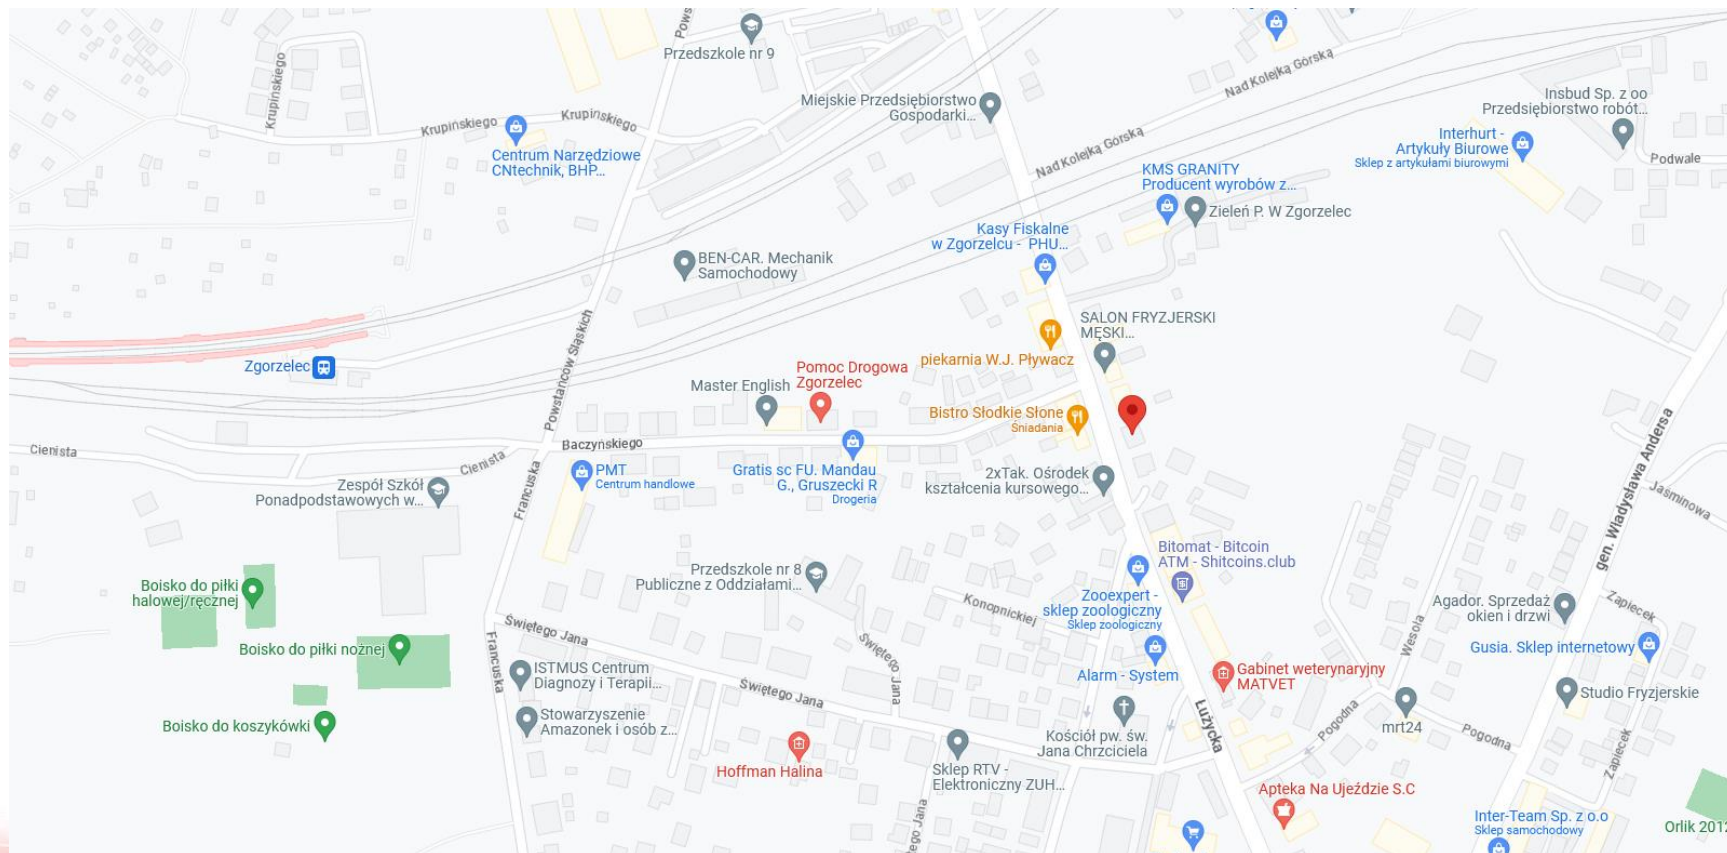 Przedszkole nr 9
Krupińskiego
Krupińskiego
Krupińskiego
Centrum Narzędziowe
CNtechnik, BHP...
Miejskie Przedsiębiorstwo
Gospodarki...
Nad Kolejką Górską
Nad Kolejką Górską
Insbud Sp. z oo
Przedsiębiorstwo robót...
Interhurt -
Artykuły Biurowe
Sklep z artykułami biurowymi
Podwale
KMS GRANITY
Producent wyrobów z...
Zieleń P. W Zgorzelec
Kasy Fiskalne
w Zgorzelcu - PHU...
BEN-CAR. Mechanik
Samochodowy
SALON FRYZJERSKI
MĘSKI...
piekarnia W.J. Pływacz
Zgorzelec
Powstańców Śląskich
Pomoc Drogowa
Zgorzelec
Master English
Bistro Słodkie Słone
Śniadania
Cienista
Cienista
Baczyńskiego
PMT
Centrum handlowe
Gratis sc FU. Mandau
G., Gruszecki R
Drogeria
2xTak. Ośrodek
kształcenia kursowego...
Zespół Szkół
Ponadpodstawowych w...
Francuska
gen. Władysława Andersa
Jaśminowa
Bitomat - Bitcoin
ATM - Shitcoins.club
Przedszkole nr 8
Publiczne z Oddziałami...
Boisko do piłki
halowej/ręcznej
Zooexpert -
sklep zoologiczny
Sklep zoologiczny
Konopnickiej
Agador. Sprzedaż
okien i drzwi
Zapiecek
Wesoła
Gusia. Sklep internetowy
Świętego Jana
Boisko do piłki nożnej
Francuska
ISTMUS Centrum
Diagnozy i Terapii...
Świętego Jana
Świętego Jana
Alarm - System
Gabinet weterynaryjny
MATVET
Studio Fryzjerskie
Boisko do koszykówki
Stowarzyszenie
Amazonek i osób z...
Łużycka
Kościół pw. św.
Jana Chrzciciela
Pogodna
mrt24
Pogodna
Zapiecek
Hoffman Halina
Sklep RTV -
Elektroniczny ZUH...
Apteka Na Ujeździe S.C
Inter-Team Sp. z o.o
Sklep samochodowy
Orlik 2012